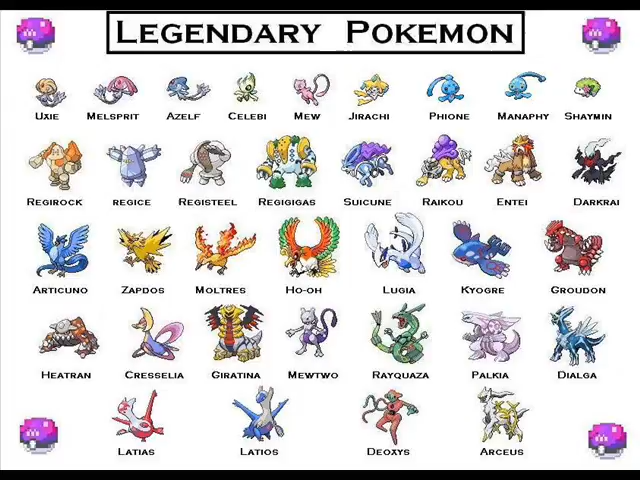 Legendary Pokemon
Uxie Melsprit Azelf Celebi Mew Jirachi Phione Manaphy Shaymin
Regirock regice Registeel Regigigas Suicune Raikou Entei Darkrai
Articuno Zapdos Moltres Ho-oh Lugia Kyogre Groudon
Heatran Cresselia Giratina Mewtwo Rayquaza Palkia Dialga
Latias Latios Deoxys Arceus